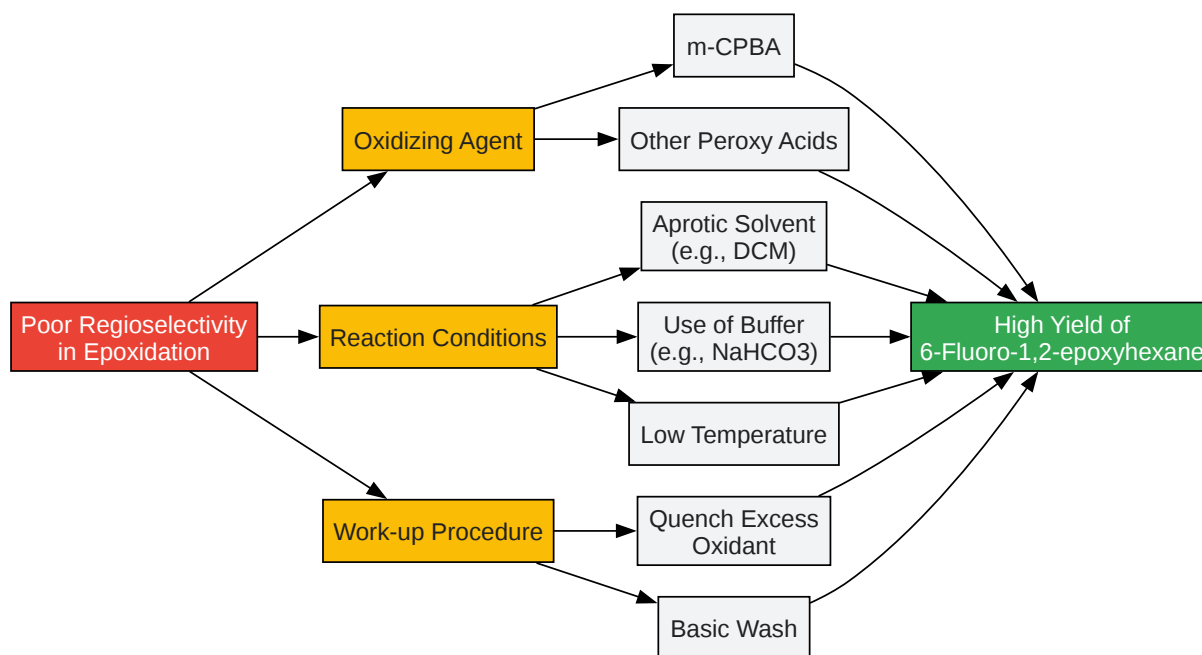 m-CPBA
Oxidizing Agent
Other Peroxy Acids
Aprotic Solvent
(e.g., DCM)
Poor Regioselectivity
in Epoxidation
Reaction Conditions
Use of Buffer
(e.g., NaHCO3)
High Yield of
6-Fluoro-1,2-epoxyhexane
Low Temperature
Work-up Procedure
Quench Excess
Oxidant
Basic Wash